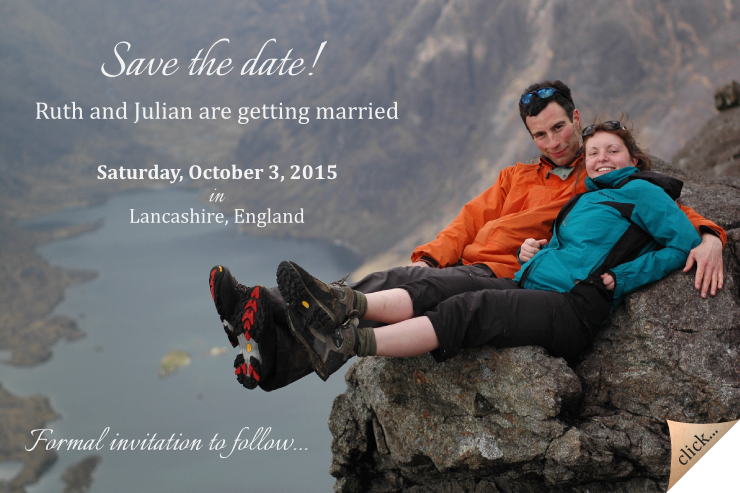 Save the date!
Ruth and Julian are getting married
Saturday, October 3, 2015
in
Lancashire, England
Formal invitation to follow...
click...